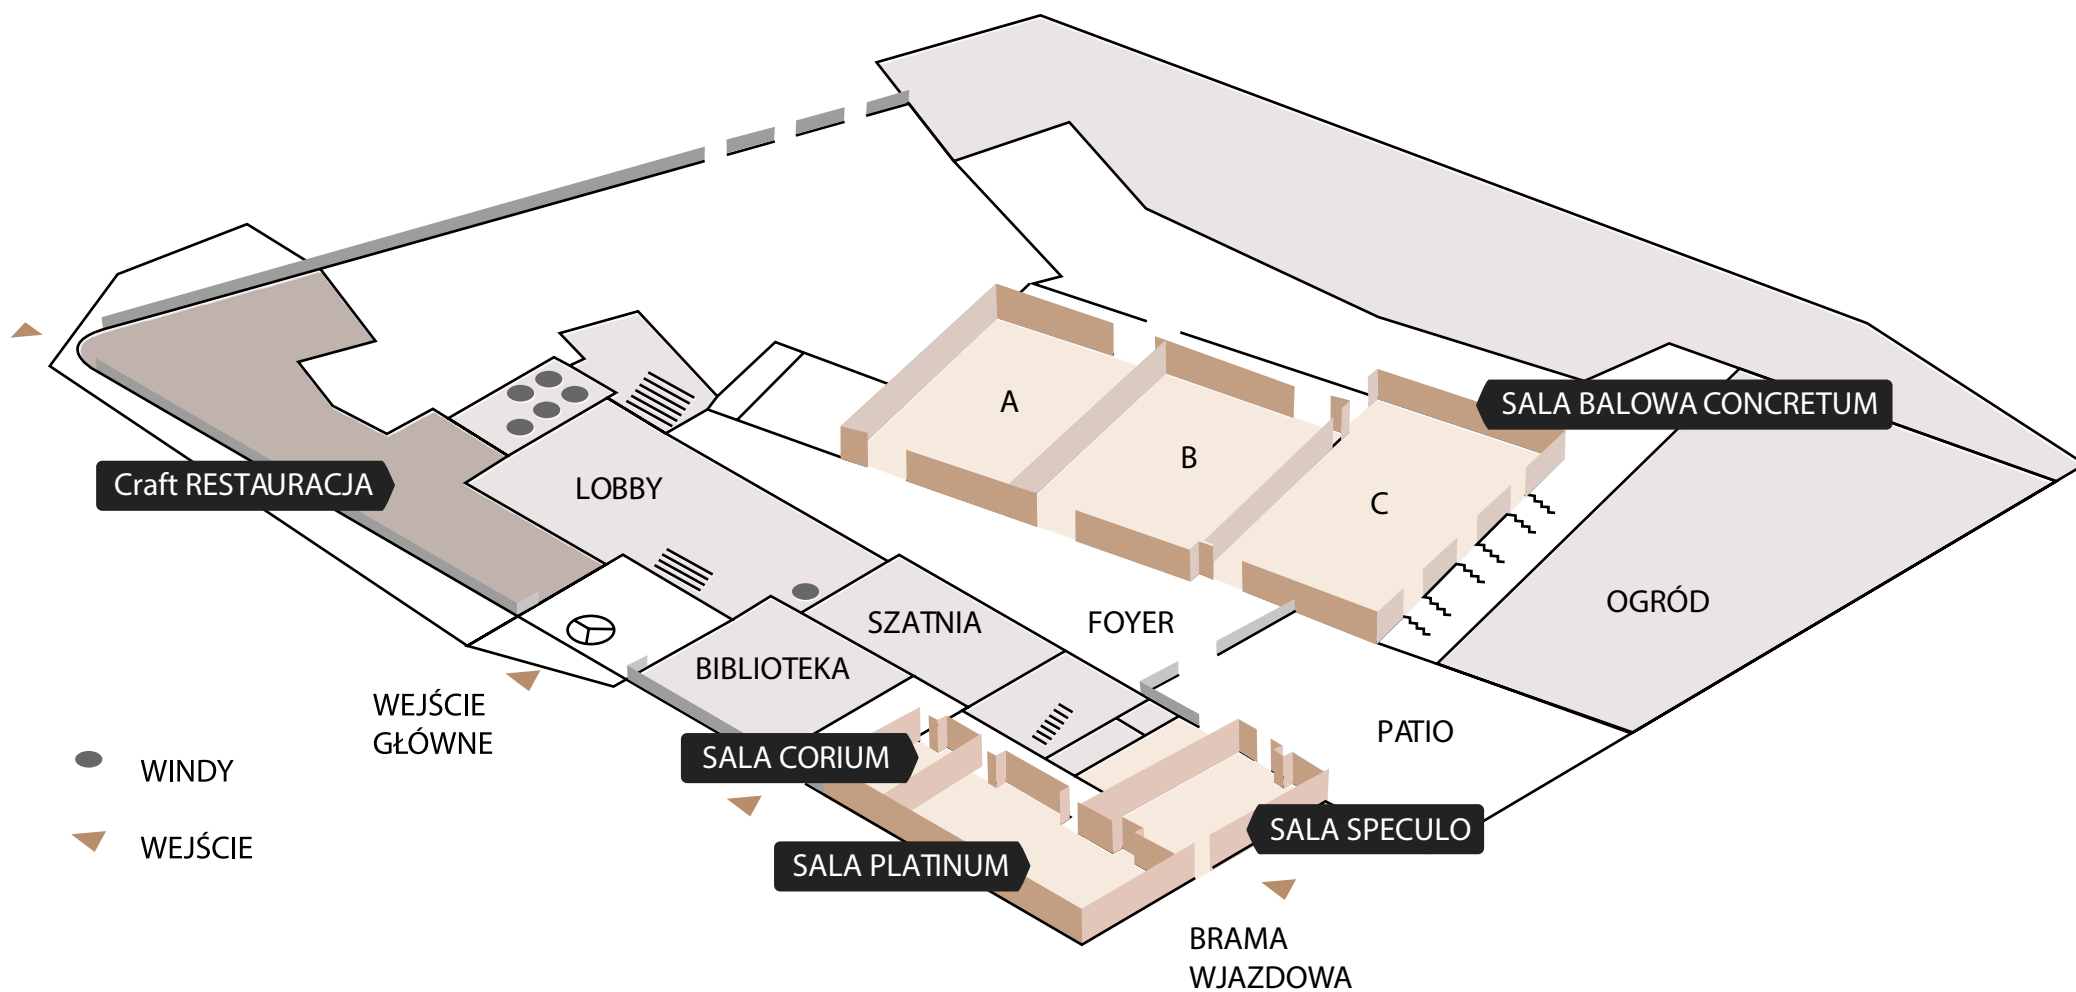 A
SALA BALOWA CONCRETUM
B
Craft RESTAURACJA
LOBBY
C
OGRÓD
SZATNIA
FOYER
BIBLIOTEKA
WEJŚCIE
GŁÓWNE
PATIO
SALA CORIUM
WINDY
SALA SPECULO
WEJŚCIE
SALA PLATINUM
BRAMA
WJAZDOWA